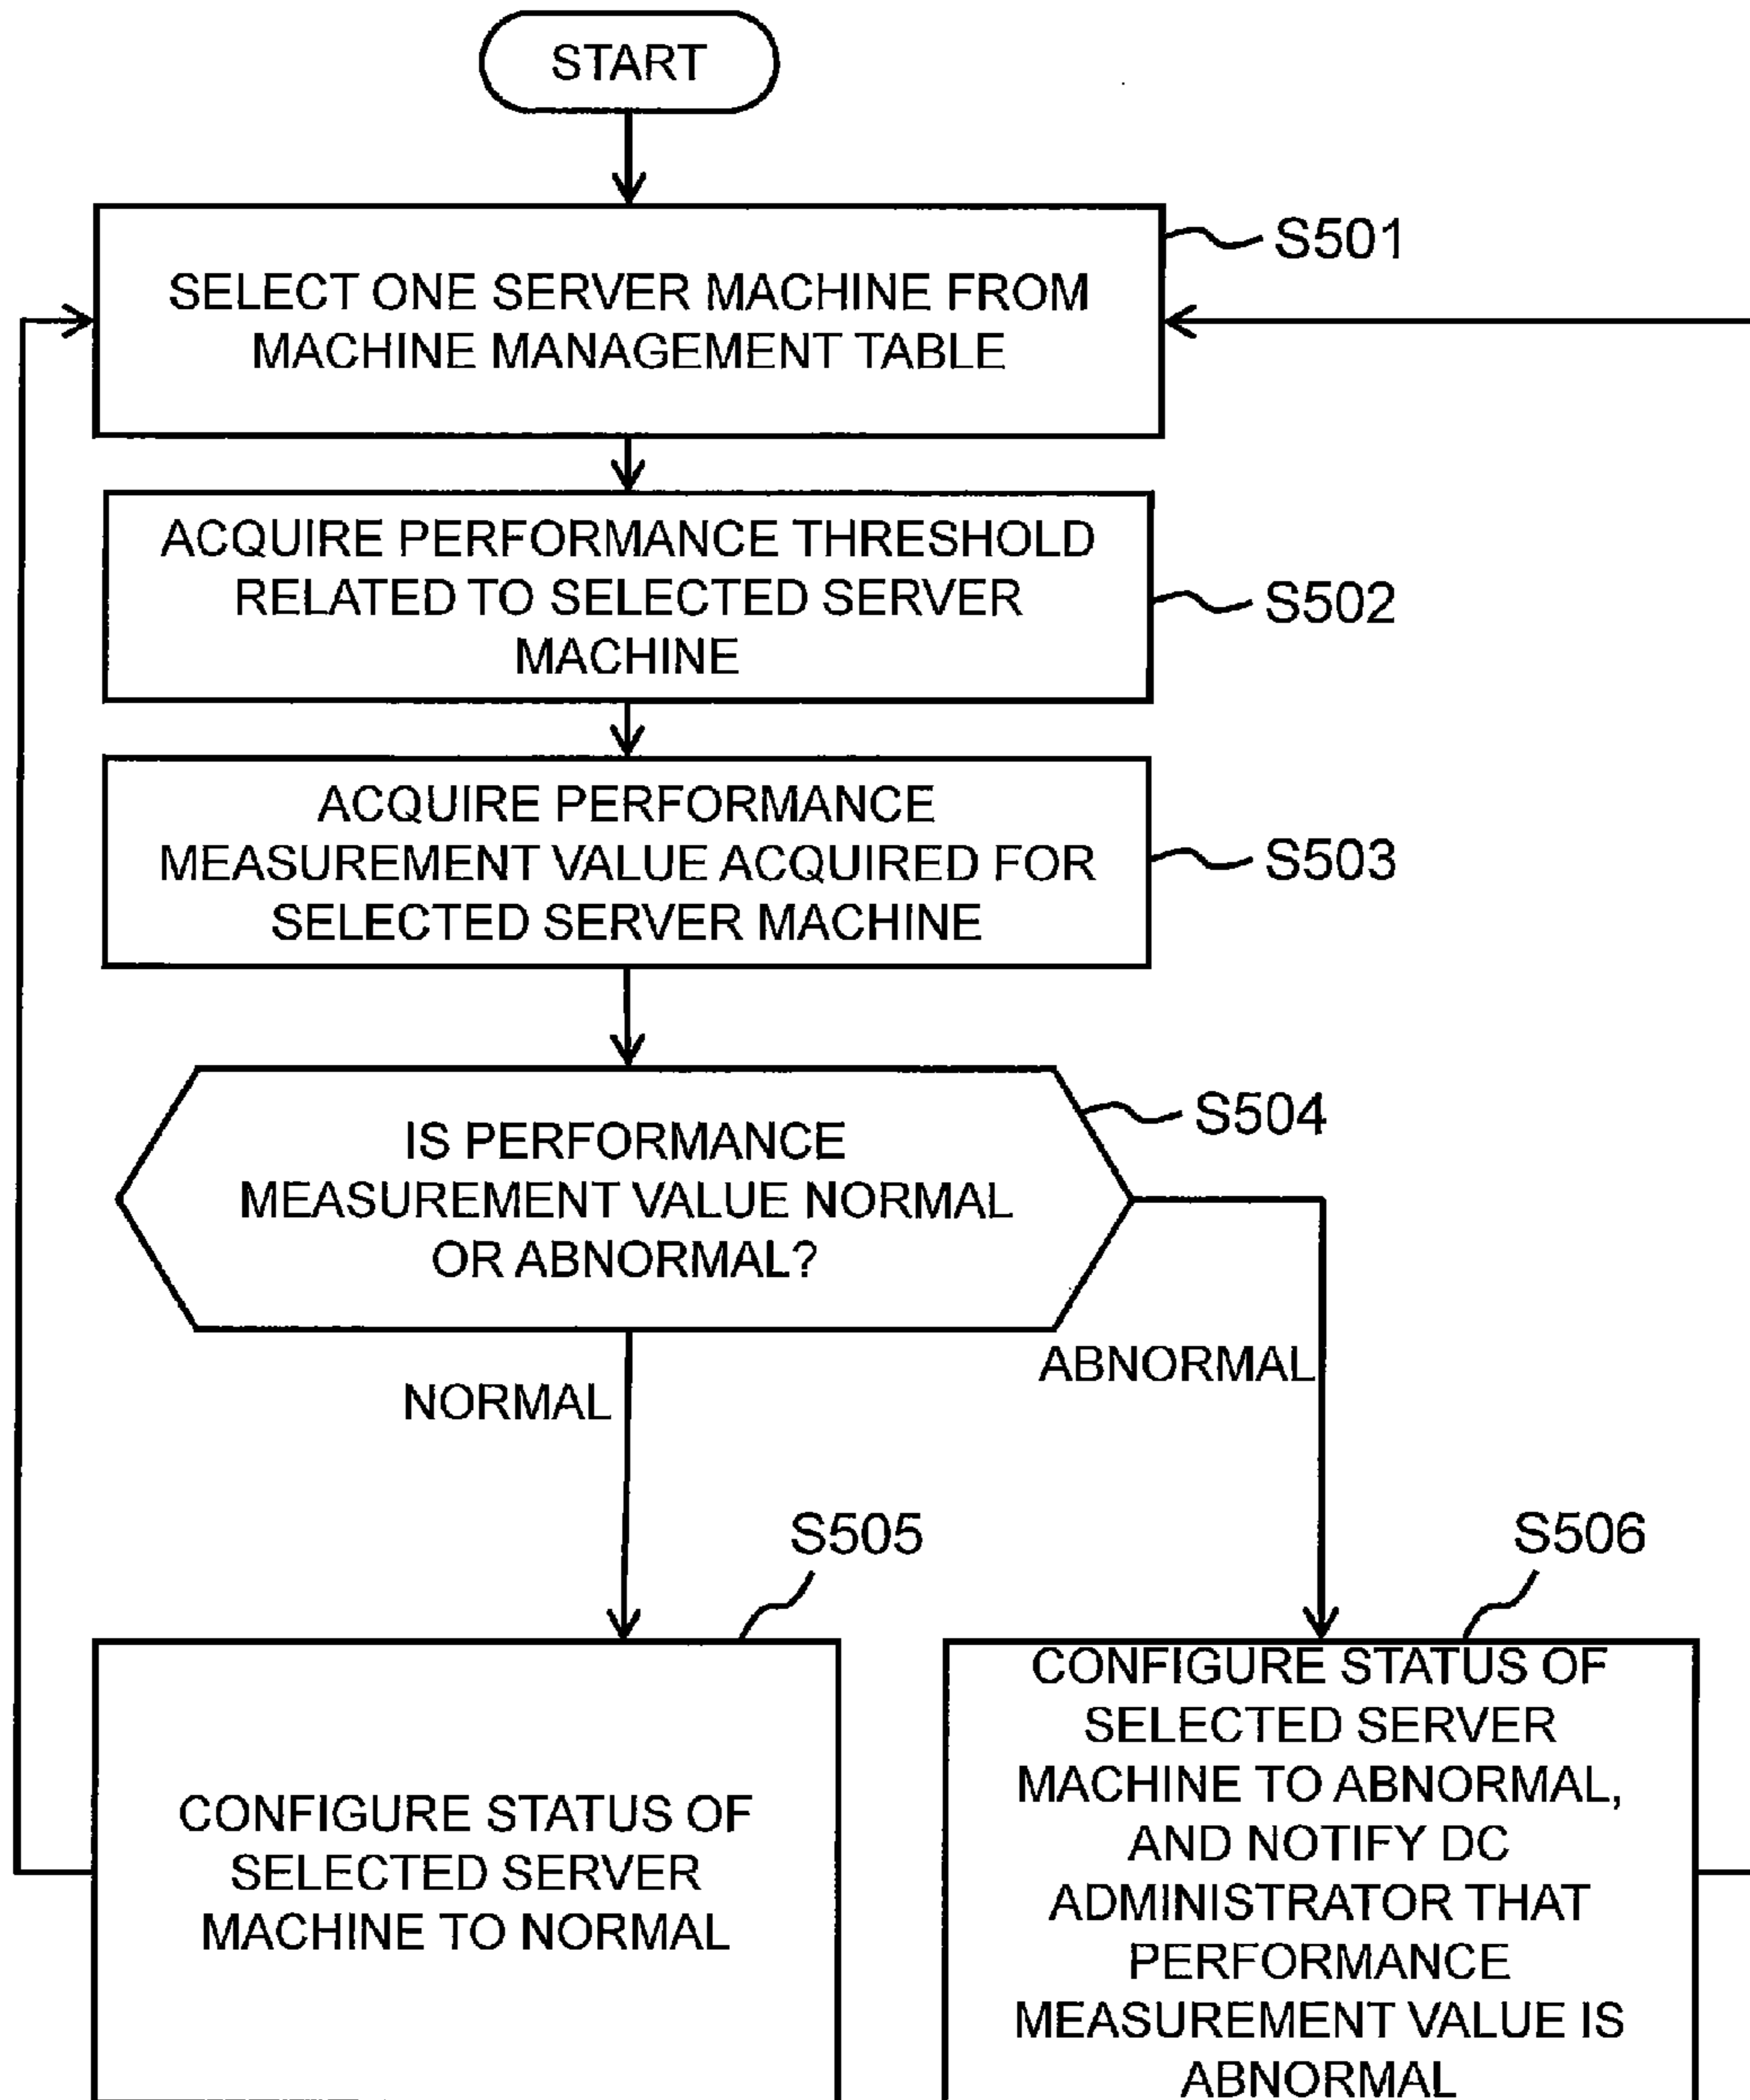 START
S501
SELECT ONE SERVER MACHINE FROM
MACHINE MANAGEMENT TABLE
ACQUIRE PERFORMANCE THRESHOLD
RELATED TO SELECTED SERVER
MACHINE
S502
ACQUIRE PERFORMANCE
MEASUREMENT VALUE ACQUIRED FOR
SELECTED SERVER MACHINE
S503
S504
IS PERFORMANCE
MEASUREMENT VALUE NORMAL
OR ABNORMAL?
NORMAL
ABNORMAL
S505
CONFIGURE STATUS OF
SELECTED SERVER
MACHINE TO NORMAL
S506
CONFIGURE STATUS OF
SELECTED SERVER
MACHINE TO ABNORMAL,
AND NOTIFY DC
ADMINISTRATOR THAT
PERFORMANCE
MEASUREMENT VALUE IS
ABNORMAL